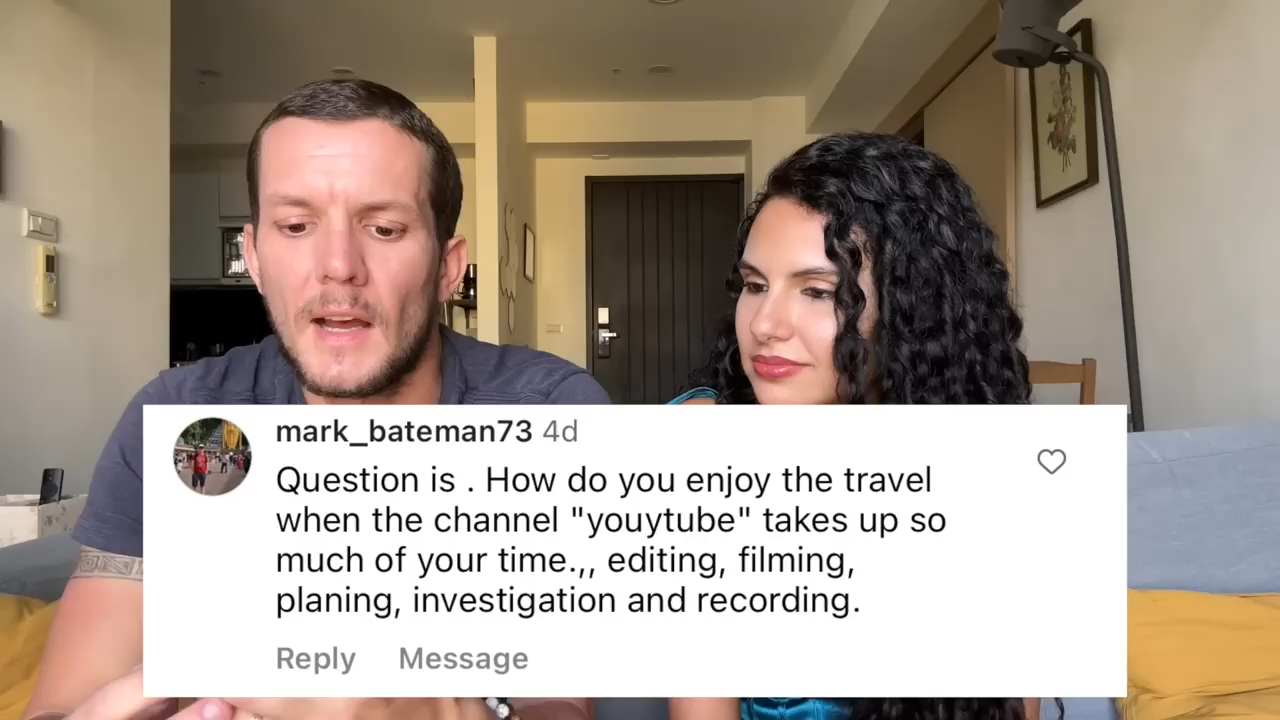 mark_bateman73 4d
Question is . How do you enjoy the travel
when the channel "youytube" takes up so
much of your time.,, editing, filming,
planing, investigation and recording.
Reply Message